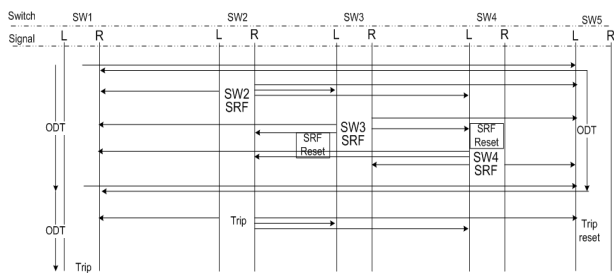 Switch SW1 SW2 SW3 SW4 SW5
Signal L R L R L R L R L R
SW2
SRF
ODT
SW3
SRF
SRF
Reset
SRF
Reset
ODT
SW4
SRF
ODT
Trip
Trip
reset
Trip